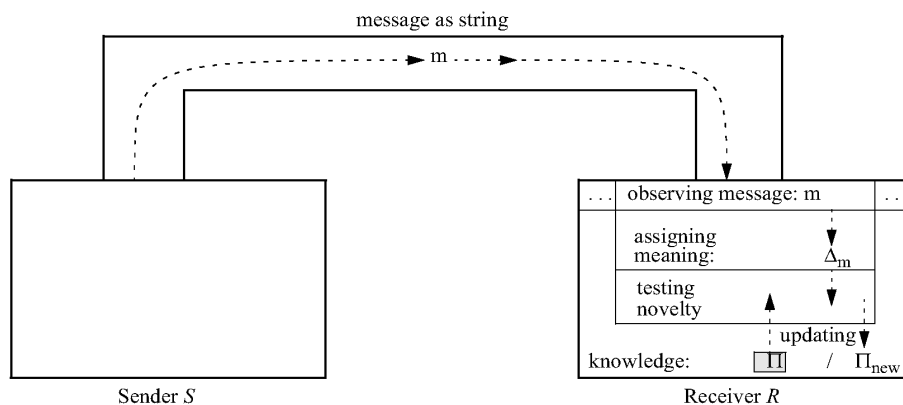 message as string
m
... observing message: m ...
assigning
meaning: Δm
testing
novelty
updating
knowledge: Π / Πnew
Sender S
Receiver R